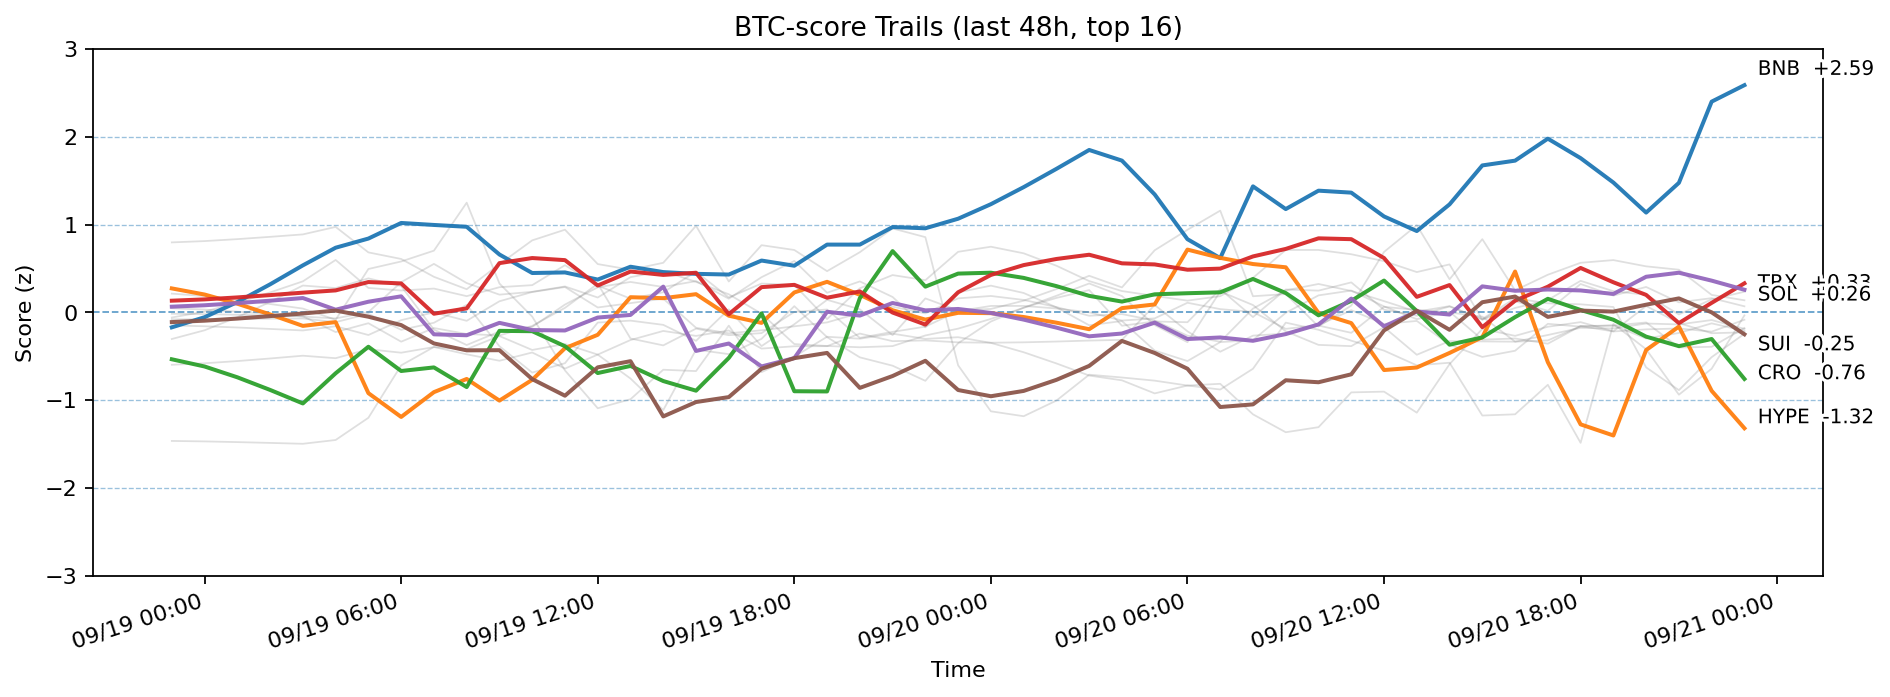 BTC-score Trails (last 48h, top 16)
Score (z)
3
2
1
0
−1
−2
−3
BNB +2.59
TRX +0.33
SOL +0.26
SUI -0.25
CRO -0.76
HYPE -1.32
09/19 00:00
09/19 06:00
09/19 12:00
09/19 18:00
09/20 00:00
09/20 06:00
09/20 12:00
09/20 18:00
09/21 00:00
Time